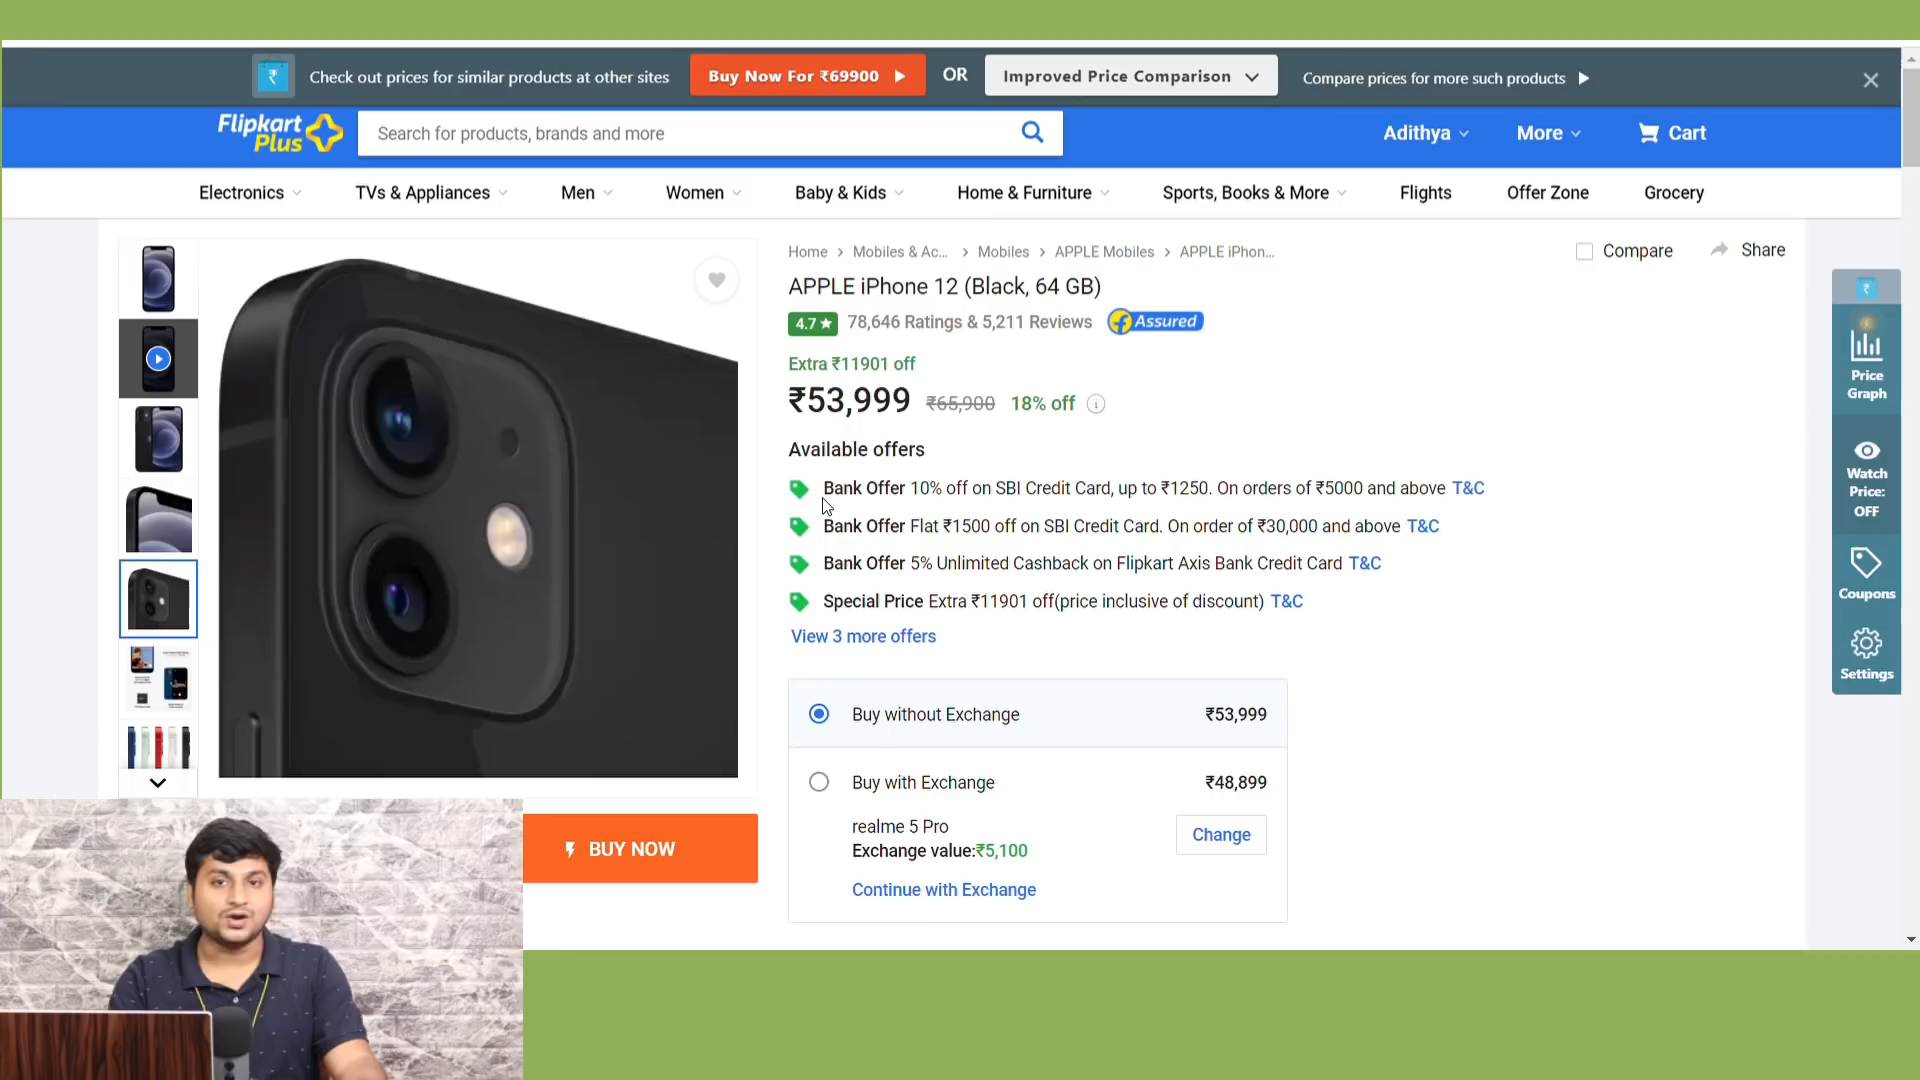 Check out prices for similar products at other sites
Buy Now For ₹69900 ▶
OR
Improved Price Comparison
Compare prices for more such products ▶
Flipkart
Plus
Search for products, brands and more
Adithya
More
Cart
Electronics
TVs & Appliances
Men
Women
Baby & Kids
Home & Furniture
Sports, Books & More
Flights
Offer Zone
Grocery
Home > Mobiles & Ac... > Mobiles > APPLE Mobiles > APPLE iPhon...
Compare
Share
APPLE iPhone 12 (Black, 64 GB)
4.7★ 78,646 Ratings & 5,211 Reviews
Assured
Extra ₹11901 off
₹53,999 ₹65,900 18% off
Available offers
Bank Offer 10% off on SBI Credit Card, up to ₹1250. On orders of ₹5000 and above T&C
Bank Offer Flat ₹1500 off on SBI Credit Card. On order of ₹30,000 and above T&C
Bank Offer 5% Unlimited Cashback on Flipkart Axis Bank Credit Card T&C
Special Price Extra ₹11901 off(price inclusive of discount) T&C
View 3 more offers
Buy without Exchange ₹53,999
Buy with Exchange ₹48,899
realme 5 Pro
Exchange value:₹5,100
Change
Continue with Exchange
BUY NOW
₹
Price
Graph
Watch
Price:
OFF
Coupons
Settings